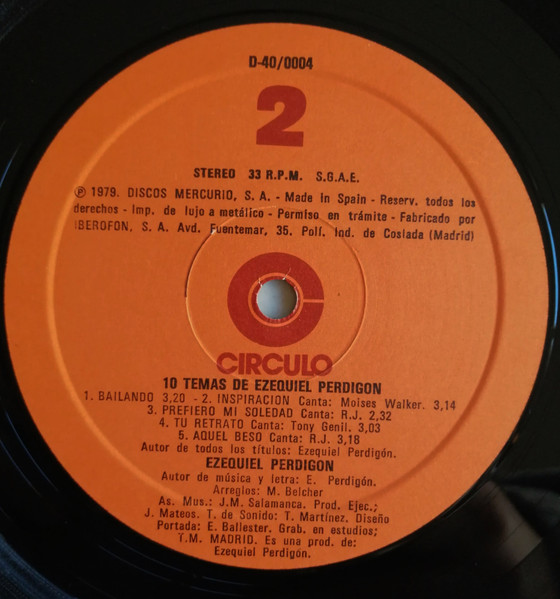 D-40/0004
2
STEREO 33 R.P.M. S.G.A.E.
℗ 1979. DISCOS MERCURIO, S. A. - Made In Spain - Reserv. todos los
derechos - Imp. de lujo a metálico - Permiso en trámite - Fabricado por
IBEROFON, S. A. Avd. Fuentemar, 35. Poli. Ind. de Coslada (Madrid)
CIRCULO
10 TEMAS DE EZEQUIEL PERDIGON
1. BAILANDO 3,20 - 2. INSPIRACION Canta: Moises Walker. 3,14
3. PREFIERO MI SOLEDAD Canta: R.J. 2,32
4. TU RETRATO Canta: Tony Genil. 3,03
5. AQUEL BESO Canta: R.J. 3,18
Autor de todos los títulos: Ezequiel Perdigón.
EZEQUIEL PERDIGON
Autor de música y letra: E. Perdigón.
Arreglos: M. Belcher
As. Mus.: J.M. Salamanca. Prod. Ejec.;
J. Mateos. T. de Sonido: T. Martínez. Diseño
Portada: E. Ballester. Grab. en estudios;
T.M. MADRID. Es una prod. de:
Ezequiel Perdigón.